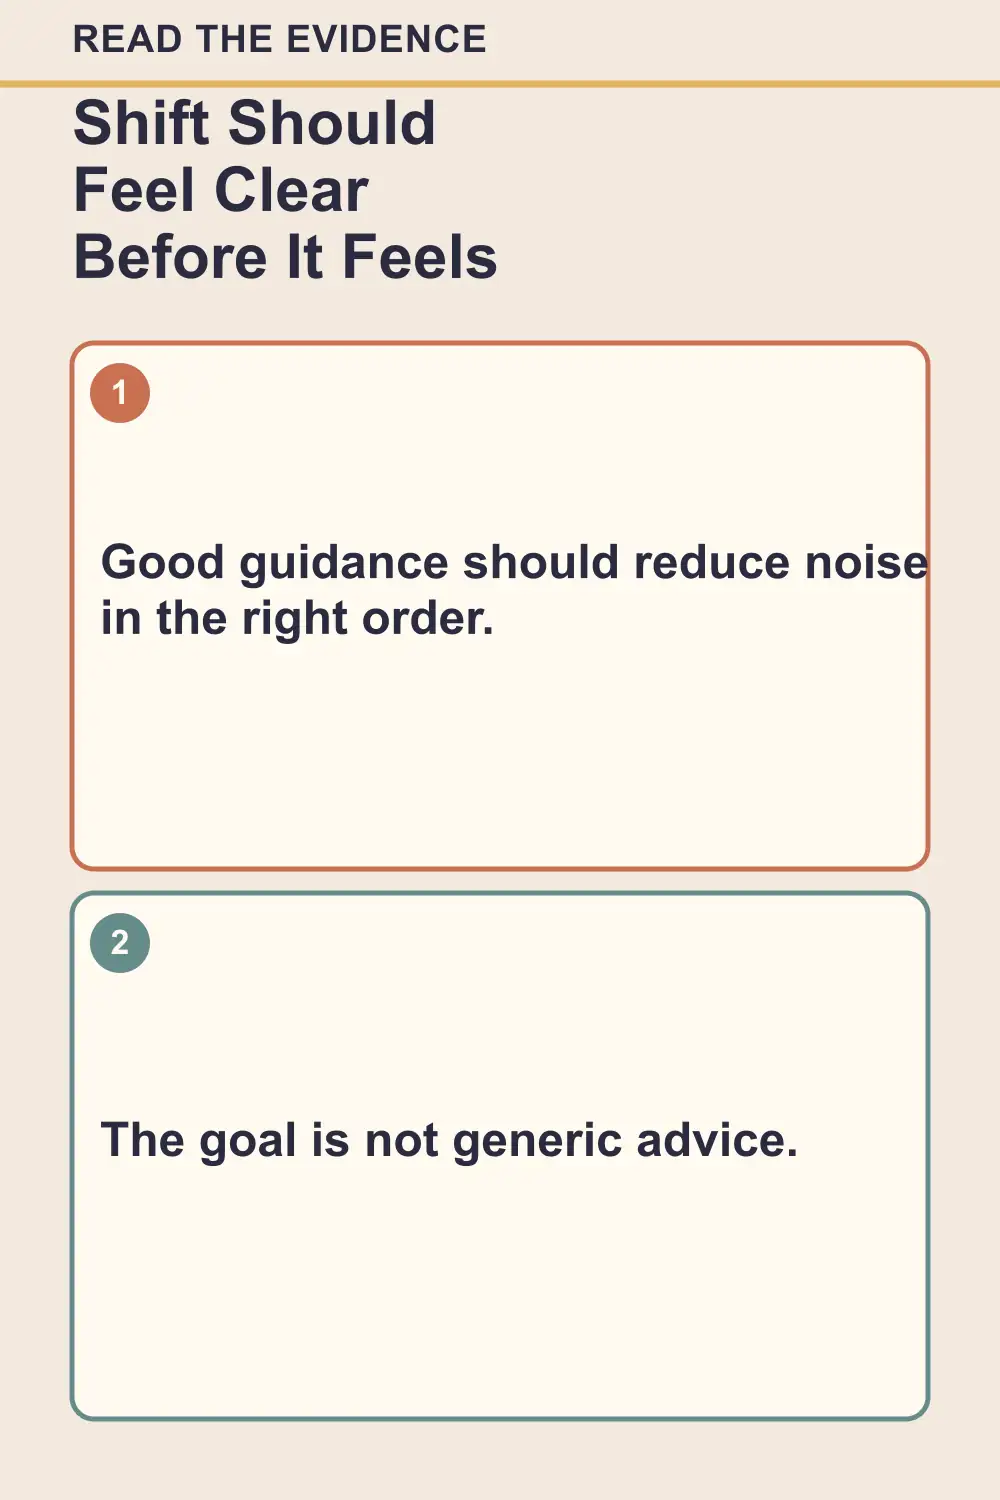 READ THE EVIDENCE
Shift Should
Feel Clear
Before It Feels
1
Good guidance should reduce noise
in the right order.
2
The goal is not generic advice.